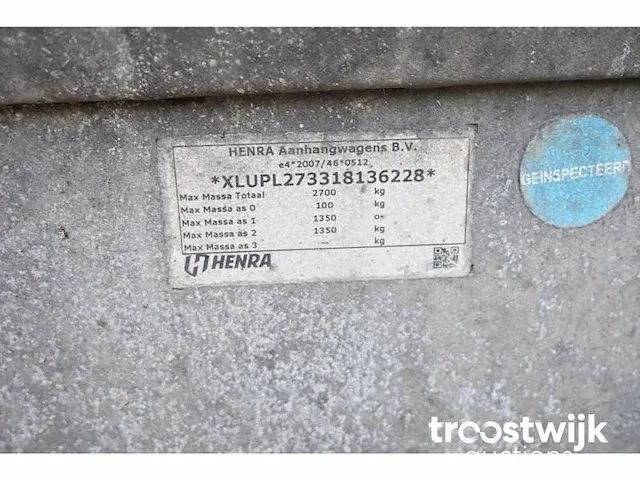 HENRA Aanhangwagens B.V.
e4*2007/46*0512
*XLUPL273318136228*
Max Massa Totaal 2700 kg
Max Massa as 0 100 kg
Max Massa as 1 1350
Max Massa as 2 1350 kg
Max Massa as 3 -- kg
HENRA
GEINSPECTEERD
troostwijk
auctions